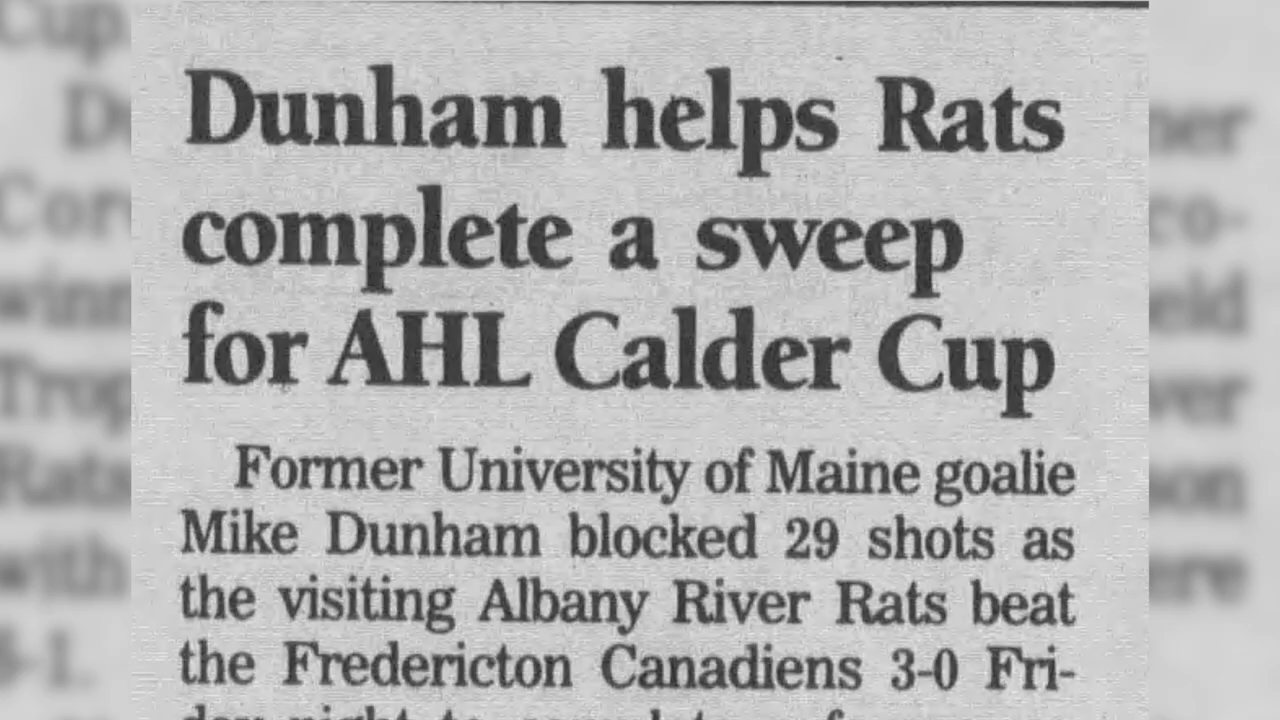 Dunham helps Rats
complete a sweep
for AHL Calder Cup
Former University of Maine goalie
Mike Dunham blocked 29 shots as
the visiting Albany River Rats beat
the Fredericton Canadiens 3-0 Fri-